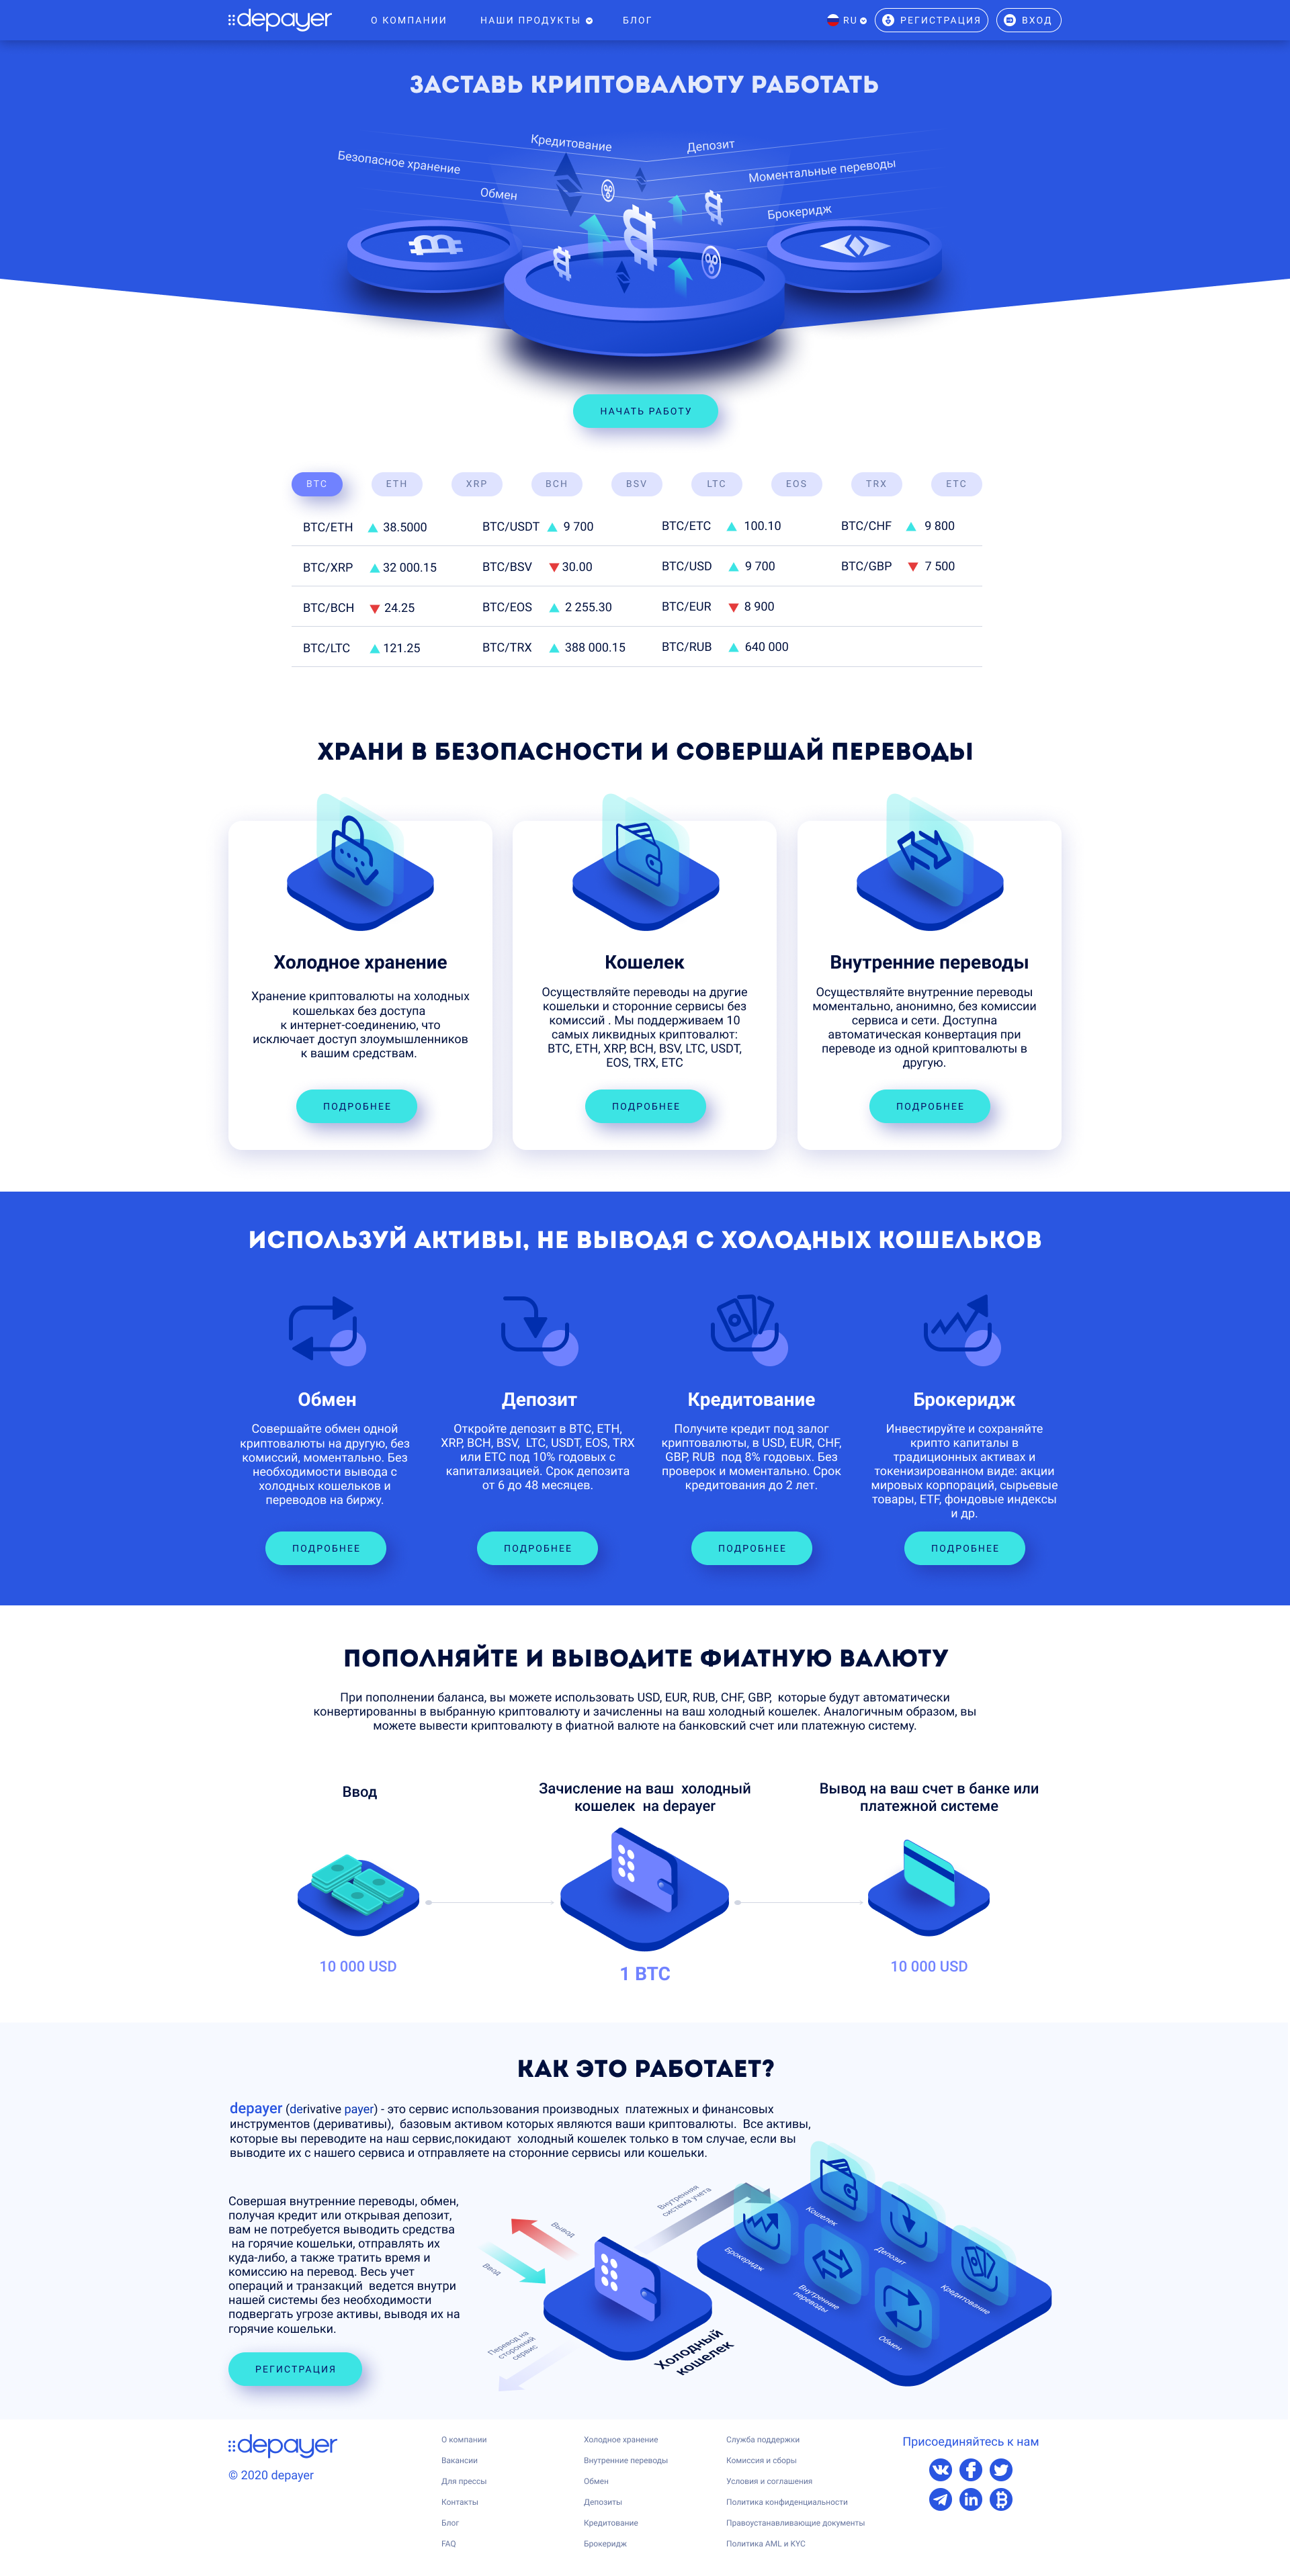 depayer
О КОМПАНИИ
НАШИ ПРОДУКТЫ
БЛОГ
RU
РЕГИСТРАЦИЯ
ВХОД
ЗАСТАВЬ КРИПТОВАЛЮТУ РАБОТАТЬ
Кредитование
Депозит
Безопасное хранение
Моментальные переводы
Обмен
Брокеридж
НАЧАТЬ РАБОТУ
BTC ETH XRP BCH BSV LTC EOS TRX ETC
BTC/ETH 38.5000 BTC/USDT 9 700 BTC/ETC 100.10 BTC/CHF 9 800
BTC/XRP 32 000.15 BTC/BSV 30.00 BTC/USD 9 700 BTC/GBP 7 500
BTC/BCH 24.25 BTC/EOS 2 255.30 BTC/EUR 8 900
BTC/LTC 121.25 BTC/TRX 388 000.15 BTC/RUB 640 000
ХРАНИ В БЕЗОПАСНОСТИ И СОВЕРШАЙ ПЕРЕВОДЫ
Холодное хранение
Хранение криптовалюты на холодных
кошельках без доступа
к интернет-соединению, что
исключает доступ злоумышленников
к вашим средствам.
ПОДРОБНЕЕ
Кошелек
Осуществляйте переводы на другие
кошельки и сторонние сервисы без
комиссий . Мы поддерживаем 10
самых ликвидных криптовалют:
BTC, ETH, XRP, BCH, BSV, LTC, USDT,
EOS, TRX, ETC
ПОДРОБНЕЕ
Внутренние переводы
Осуществляйте внутренние переводы
моментально, анонимно, без комиссии
сервиса и сети. Доступна
автоматическая конвертация при
переводе из одной криптовалюты в
другую.
ПОДРОБНЕЕ
ИСПОЛЬЗУЙ АКТИВЫ, НЕ ВЫВОДЯ С ХОЛОДНЫХ КОШЕЛЬКОВ
Обмен
Совершайте обмен одной
криптовалюты на другую, без
комиссий, моментально. Без
необходимости вывода с
холодных кошельков и
переводов на биржу.
ПОДРОБНЕЕ
Депозит
Откройте депозит в BTC, ETH,
XRP, BCH, BSV, LTC, USDT, EOS, TRX
или ETC под 10% годовых с
капитализацией. Срок депозита
от 6 до 48 месяцев.
ПОДРОБНЕЕ
Кредитование
Получите кредит под залог
криптовалюты, в USD, EUR, CHF,
GBP, RUB под 8% годовых. Без
проверок и моментально. Срок
кредитования до 2 лет.
ПОДРОБНЕЕ
Брокеридж
Инвестируйте и сохраняйте
крипто капиталы в
традиционных активах и
токенизированном виде: акции
мировых корпораций, сырьевые
товары, ETF, фондовые индексы
и др.
ПОДРОБНЕЕ
ПОПОЛНЯЙТЕ И ВЫВОДИТЕ ФИАТНУЮ ВАЛЮТУ
При пополнении баланса, вы можете использовать USD, EUR, RUB, CHF, GBP, которые будут автоматически
конвертированны в выбранную криптовалюту и зачисленны на ваш холодный кошелек. Аналогичным образом, вы
можете вывести криптовалюту в фиатной валюте на банковский счет или платежную систему.
Ввод
Зачисление на ваш холодный
кошелек на depayer
Вывод на ваш счет в банке или
платежной системе
10 000 USD
1 BTC
10 000 USD
КАК ЭТО РАБОТАЕТ?
depayer (derivative payer) - это сервис использования производных платежных и финансовых
инструментов (деривативы), базовым активом которых являются ваши криптовалюты. Все активы,
которые вы переводите на наш сервис,покидают холодный кошелек только в том случае, если вы
выводите их с нашего сервиса и отправляете на сторонние сервисы или кошельки.
Совершая внутренние переводы, обмен,
получая кредит или открывая депозит,
вам не потребуется выводить средства
на горячие кошельки, отправлять их
куда-либо, а также тратить время и
комиссию на перевод. Весь учет
операций и транзакций ведется внутри
нашей системы без необходимости
подвергать угрозе активы, выводя их на
горячие кошельки.
РЕГИСТРАЦИЯ
Внутренняя
система учета
Вывод
Ввод
Перевод на
сторонний
сервис
Холодный
кошелек
Кошелек
Брокеридж
Депозит
Внутренние
переводы
Кредитование
Обмен
depayer
© 2020 depayer
О компании
Вакансии
Для прессы
Контакты
Блог
FAQ
Холодное хранение
Внутренние переводы
Обмен
Депозиты
Кредитование
Брокеридж
Служба поддержки
Комиссия и сборы
Условия и соглашения
Политика конфиденциальности
Правоустанавливающие документы
Политика AML и KYC
Присоединяйтесь к нам